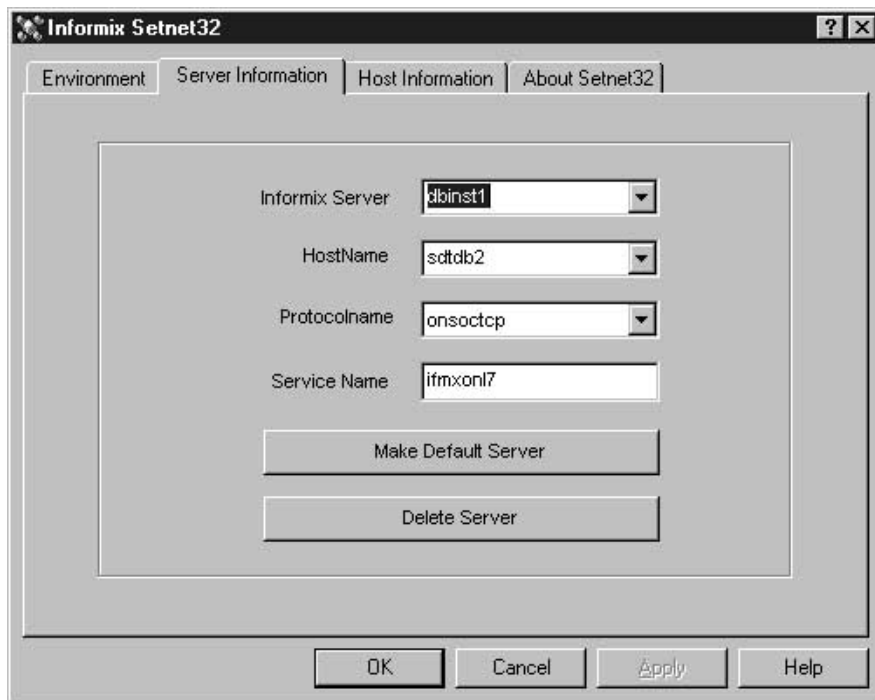 Informix Setnet32
Environment Server Information Host Information About Setnet32
Informix Server dbinst1
HostName sdtdb2
Protocolname onsoctcp
Service Name ifmxonl7
Make Default Server
Delete Server
OK Cancel Apply Help